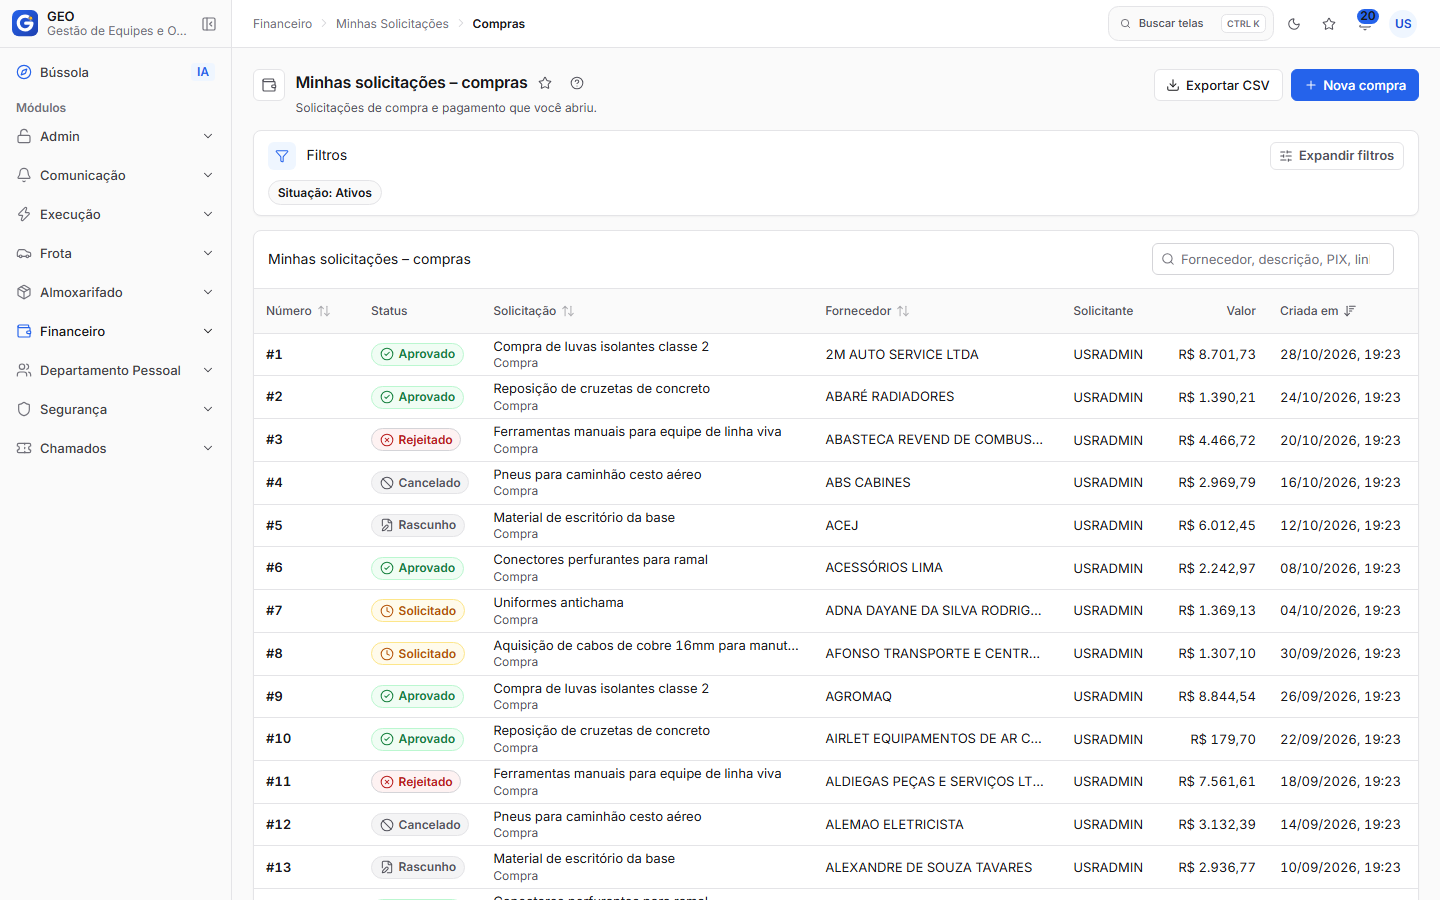 GEO
Gestão de Equipes e O...
Financeiro
Minhas Solicitações
Compras
Buscar telas
CTRL K
20
US
Bússola
IA
Módulos
Admin
Comunicação
Execução
Frota
Almoxarifado
Financeiro
Departamento Pessoal
Segurança
Chamados
Minhas solicitações – compras
Solicitações de compra e pagamento que você abriu.
Exportar CSV
Nova compra
Filtros
Expandir filtros
Situação: Ativos
Minhas solicitações – compras
Fornecedor, descrição, PIX, lin
Número Status Solicitação Fornecedor Solicitante Valor Criada em
#1 Aprovado Compra de luvas isolantes classe 2 2M AUTO SERVICE LTDA USRADMIN R$ 8.701,73 28/10/2026, 19:23
Compra
#2 Aprovado Reposição de cruzetas de concreto ABARÉ RADIADORES USRADMIN R$ 1.390,21 24/10/2026, 19:23
Compra
#3 Rejeitado Ferramentas manuais para equipe de linha viva ABASTECA REVEND DE COMBUS... USRADMIN R$ 4.466,72 20/10/2026, 19:23
Compra
#4 Cancelado Pneus para caminhão cesto aéreo ABS CABINES USRADMIN R$ 2.969,79 16/10/2026, 19:23
Compra
#5 Rascunho Material de escritório da base ACEJ USRADMIN R$ 6.012,45 12/10/2026, 19:23
Compra
#6 Aprovado Conectores perfurantes para ramal ACESSÓRIOS LIMA USRADMIN R$ 2.242,97 08/10/2026, 19:23
Compra
#7 Solicitado Uniformes antichama ADNA DAYANE DA SILVA RODRIG... USRADMIN R$ 1.369,13 04/10/2026, 19:23
Compra
#8 Solicitado Aquisição de cabos de cobre 16mm para manut... AFONSO TRANSPORTE E CENTR... USRADMIN R$ 1.307,10 30/09/2026, 19:23
Compra
#9 Aprovado Compra de luvas isolantes classe 2 AGROMAQ USRADMIN R$ 8.844,54 26/09/2026, 19:23
Compra
#10 Aprovado Reposição de cruzetas de concreto AIRLET EQUIPAMENTOS DE AR C... USRADMIN R$ 179,70 22/09/2026, 19:23
Compra
#11 Rejeitado Ferramentas manuais para equipe de linha viva ALDIEGAS PEÇAS E SERVIÇOS LT... USRADMIN R$ 7.561,61 18/09/2026, 19:23
Compra
#12 Cancelado Pneus para caminhão cesto aéreo ALEMAO ELETRICISTA USRADMIN R$ 3.132,39 14/09/2026, 19:23
Compra
#13 Rascunho Material de escritório da base ALEXANDRE DE SOUZA TAVARES USRADMIN R$ 2.936,77 10/09/2026, 19:23
Compra